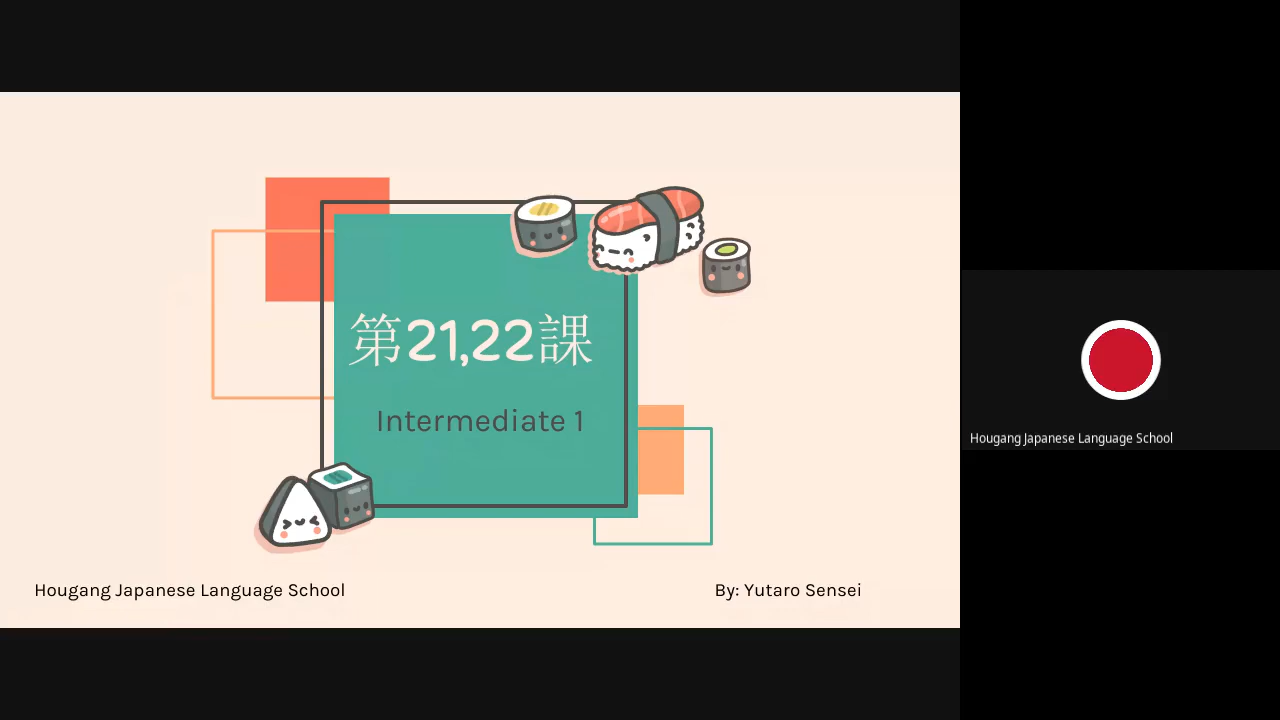 第21,22課
Intermediate 1
Hougang Japanese Language School
By: Yutaro Sensei
Hougang Japanese Language School